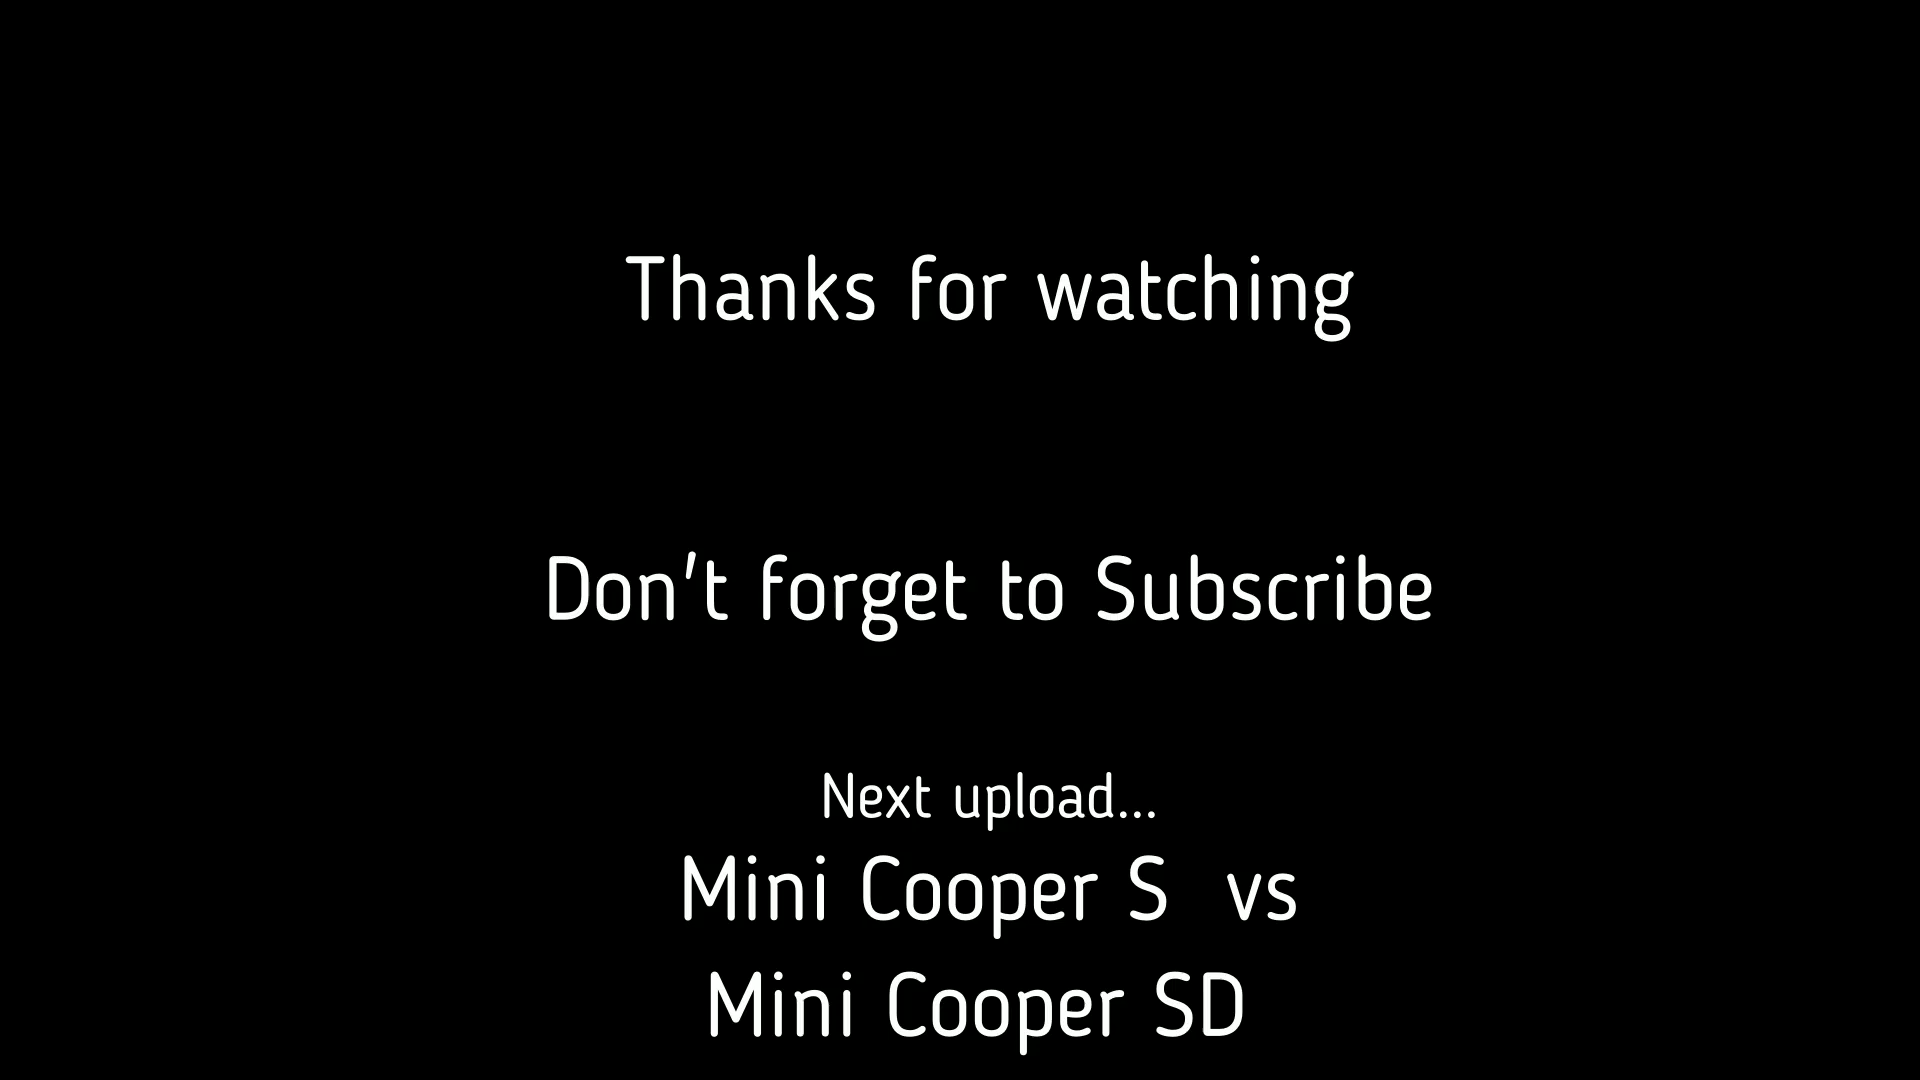 Thanks for watching
Don't forget to Subscribe
Next upload...
Mini Cooper S  vs
Mini Cooper SD